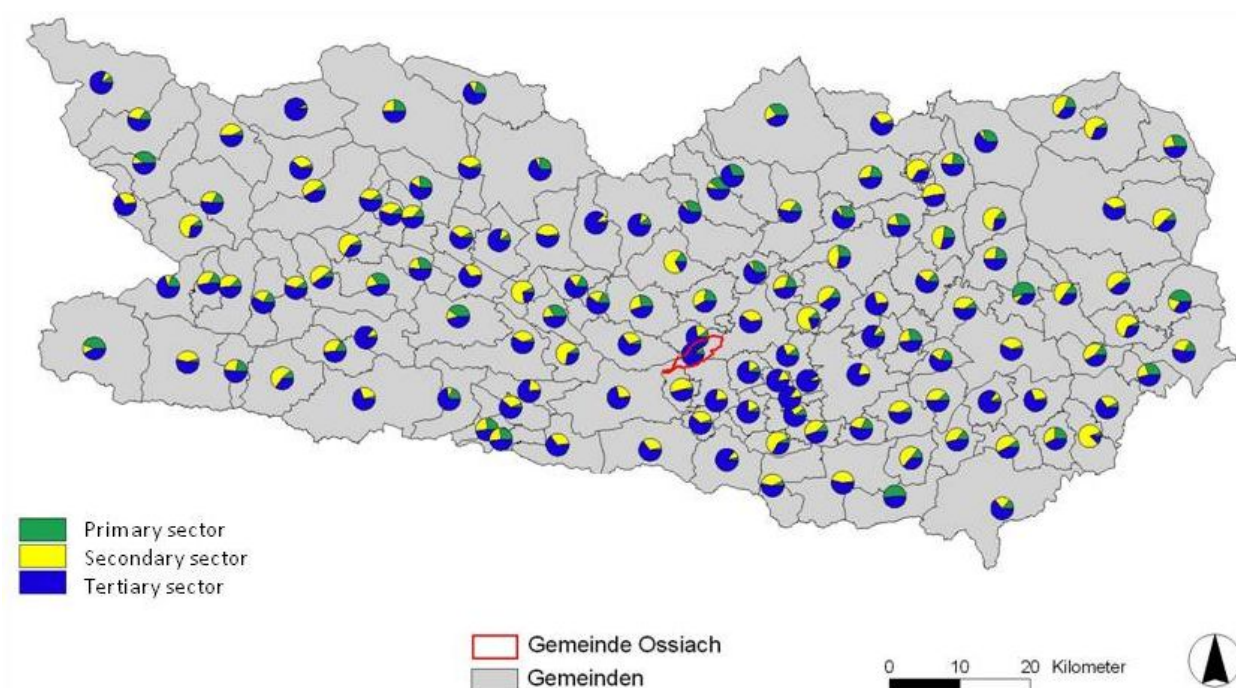 Primary sector
Secondary sector
Tertiary sector
Gemeinde Ossiach
Gemeinden
0 10 20 Kilometer